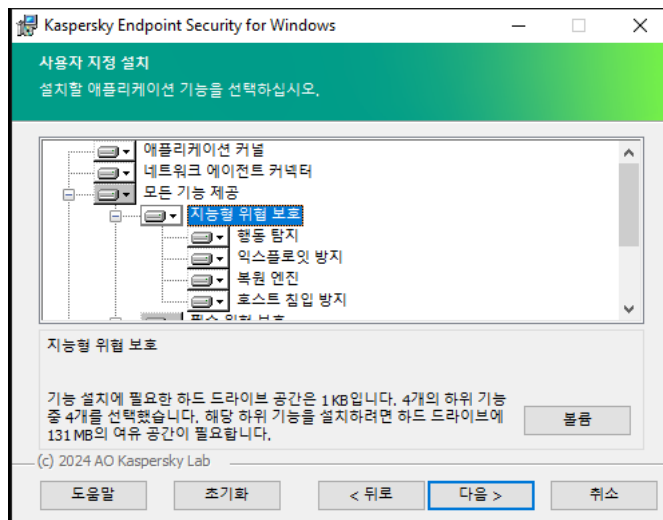 Kaspersky Endpoint Security for Windows
사용자 지정 설치
설치할 애플리케이션 기능을 선택하십시오.
애플리케이션 커널
네트워크 에이전트 커넥터
모든 기능 제공
지능형 위협 보호
행동 탐지
익스플로잇 방지
복원 엔진
호스트 침입 방지
필수 위협 보호
지능형 위협 보호
기능 설치에 필요한 하드 드라이브 공간은 1KB입니다. 4개의 하위 기능
중 4개를 선택했습니다. 해당 하위 기능을 설치하려면 하드 드라이브에
131MB의 여유 공간이 필요합니다.
볼륨
(c) 2024 AO Kaspersky Lab
도움말 초기화 < 뒤로 다음 > 취소